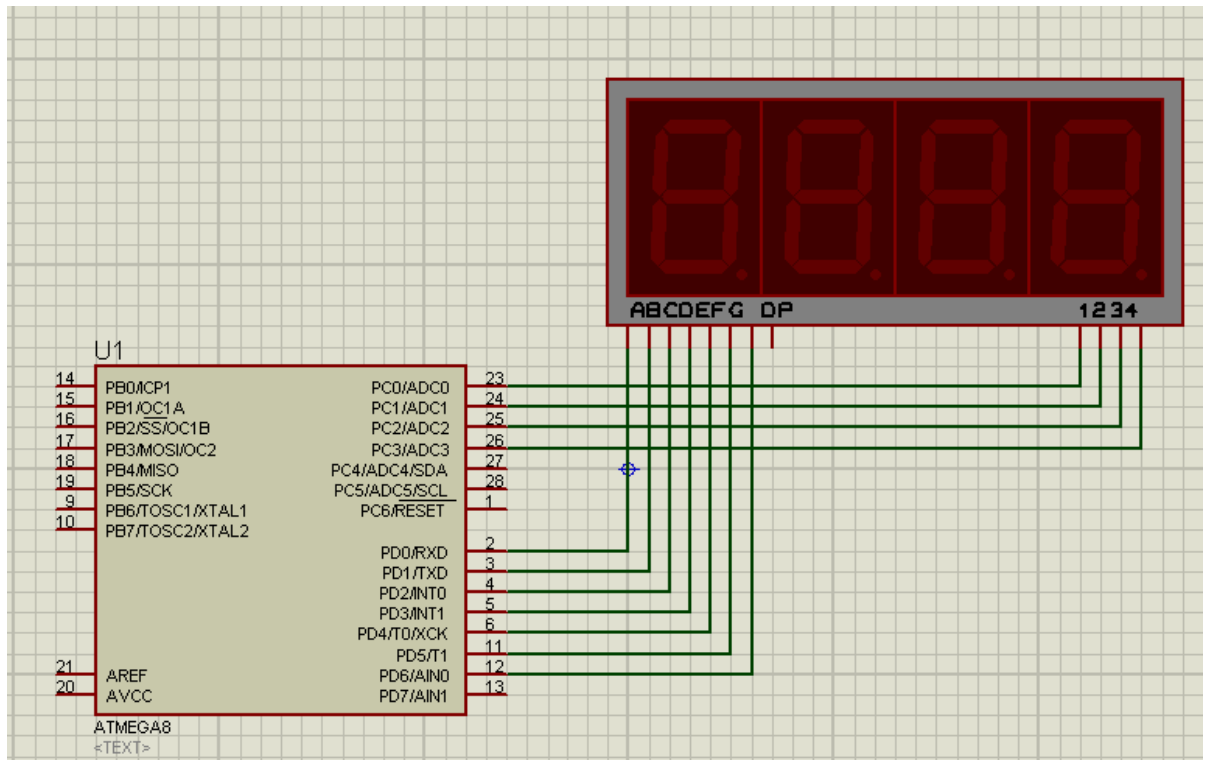 ABCDEFG DP
1234
U1
14 PB0/ICP1
15 PB1/OC1A
16 PB2/SS/OC1B
17 PB3/MOSI/OC2
18 PB4/MISO
19 PB5/SCK
9 PB6/TOSC1/XTAL1
10 PB7/TOSC2/XTAL2
21 AREF
20 AVCC
PC0/ADC0 23
PC1/ADC1 24
PC2/ADC2 25
PC3/ADC3 26
PC4/ADC4/SDA 27
PC5/ADC5/SCL 28
PC6/RESET 1
PD0/RXD 2
PD1/TXD 3
PD2/INT0 4
PD3/INT1 5
PD4/T0/XCK 6
PD5/T1 11
PD6/AIN0 12
PD7/AIN1 13
ATMEGA8
<TEXT>